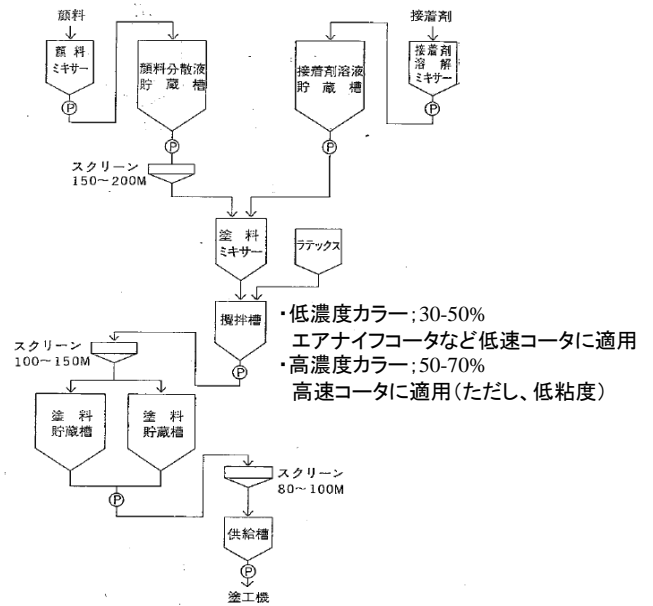 顔料
接着剤
顔料
ミキサー
顔料分散液
貯蔵槽
接着剤溶液
貯蔵槽
接着剤
溶解
ミキサー
P
P
P
P
スクリーン
150～200M
塗料
ミキサー
ラテックス
攪拌槽
・低濃度カラー;30-50%
エアナイフコータなど低速コータに適用
・高濃度カラー;50-70%
高速コータに適用(ただし、低粘度)
スクリーン
100～150M
P
塗料
貯蔵槽
塗料
貯蔵槽
スクリーン
80～100M
P
供給槽
P
塗工機